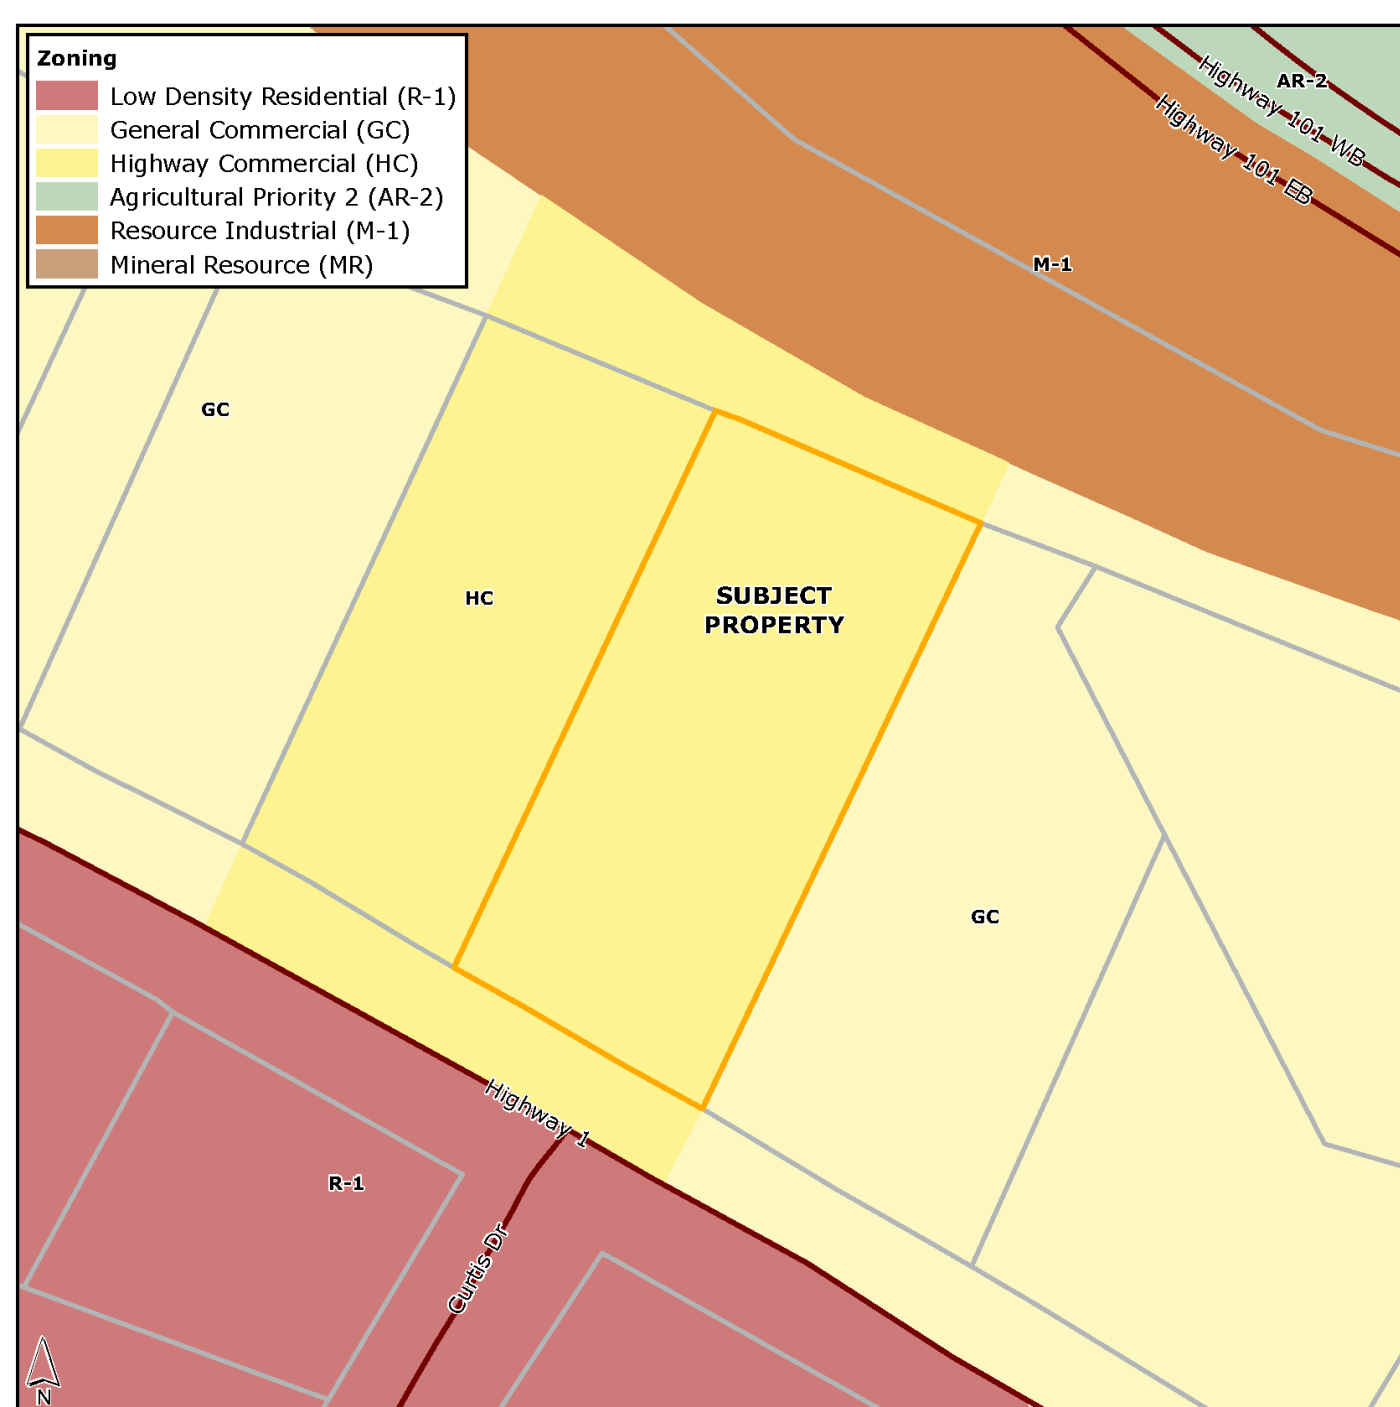 Zoning
Low Density Residential (R-1)
General Commercial (GC)
Highway Commercial (HC)
Agricultural Priority 2 (AR-2)
Resource Industrial (M-1)
Mineral Resource (MR)
AR-2
Highway 101 WB
Highway 101 EB
M-1
GC
HC
SUBJECT
PROPERTY
GC
Highway 1
R-1
Curtis Dr
N